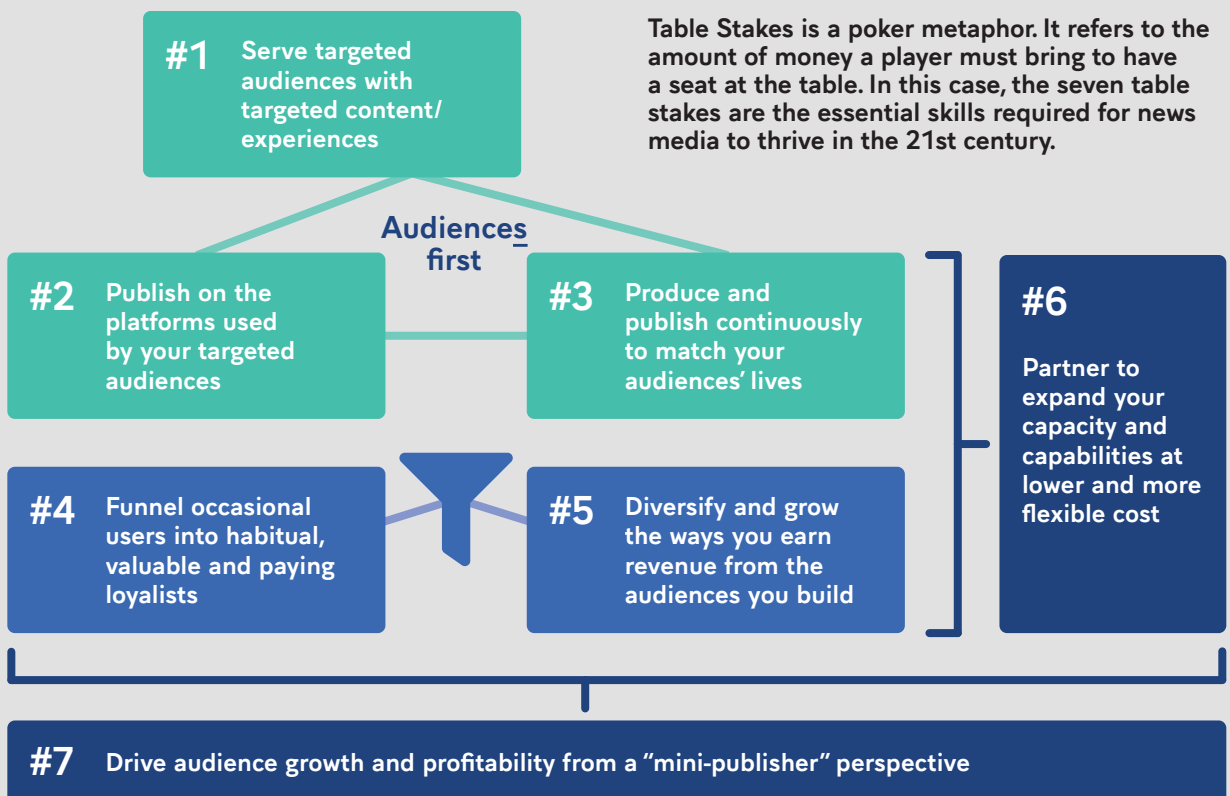 #1 Serve targeted
audiences with
targeted content/
experiences
Table Stakes is a poker metaphor. It refers to the
amount of money a player must bring to have
a seat at the table. In this case, the seven table
stakes are the essential skills required for news
media to thrive in the 21st century.
Audiences
first
#2 Publish on the
platforms used
by your targeted
audiences
#3 Produce and
publish continuously
to match your
audiences’ lives
#4 Funnel occasional
users into habitual,
valuable and paying
loyalists
#5 Diversify and grow
the ways you earn
revenue from the
audiences you build
#6
Partner to
expand your
capacity and
capabilities at
lower and more
flexible cost
#7 Drive audience growth and profitability from a “mini-publisher” perspective